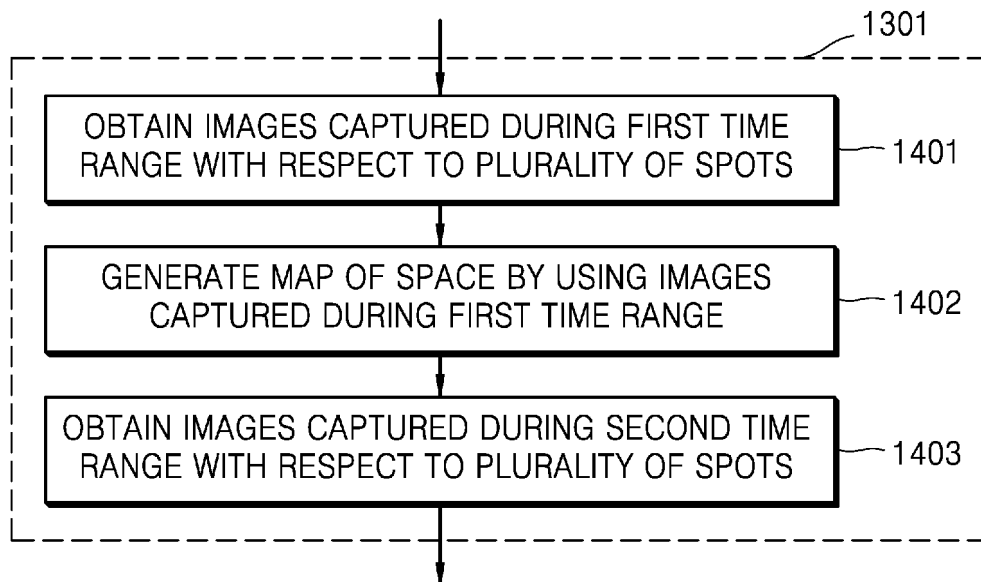 1301
OBTAIN IMAGES CAPTURED DURING FIRST TIME
RANGE WITH RESPECT TO PLURALITY OF SPOTS
1401
GENERATE MAP OF SPACE BY USING IMAGES
CAPTURED DURING FIRST TIME RANGE
1402
OBTAIN IMAGES CAPTURED DURING SECOND TIME
RANGE WITH RESPECT TO PLURALITY OF SPOTS
1403